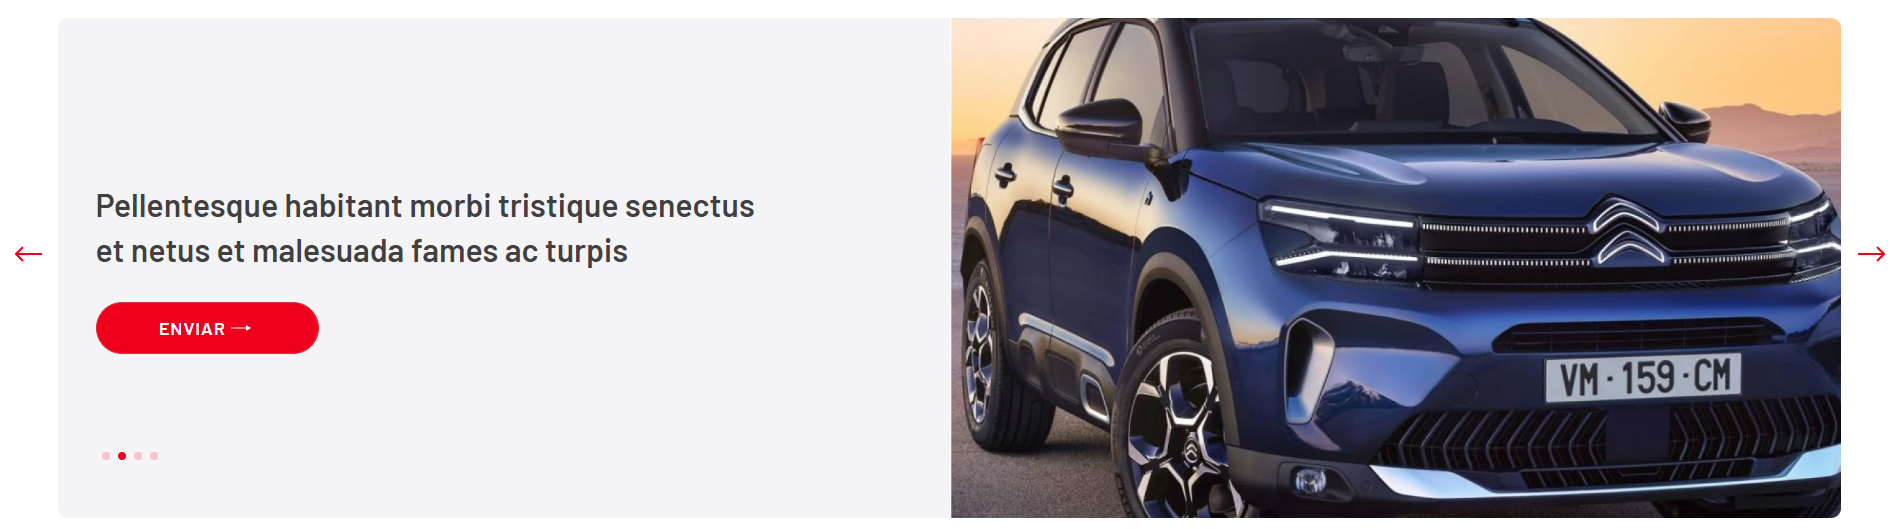 Pellentesque habitant morbi tristique senectus
et netus et malesuada fames ac turpis
ENVIAR
VM·159·CM